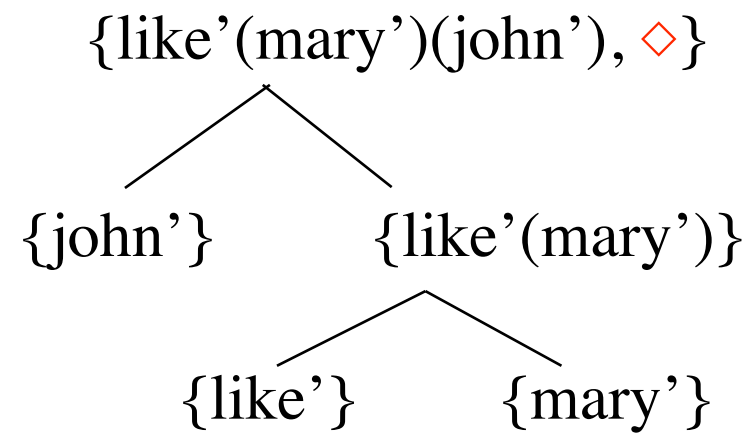 {like’(mary’)(john’), ◇}
{john’} {like’(mary’)}
{like’} {mary’}